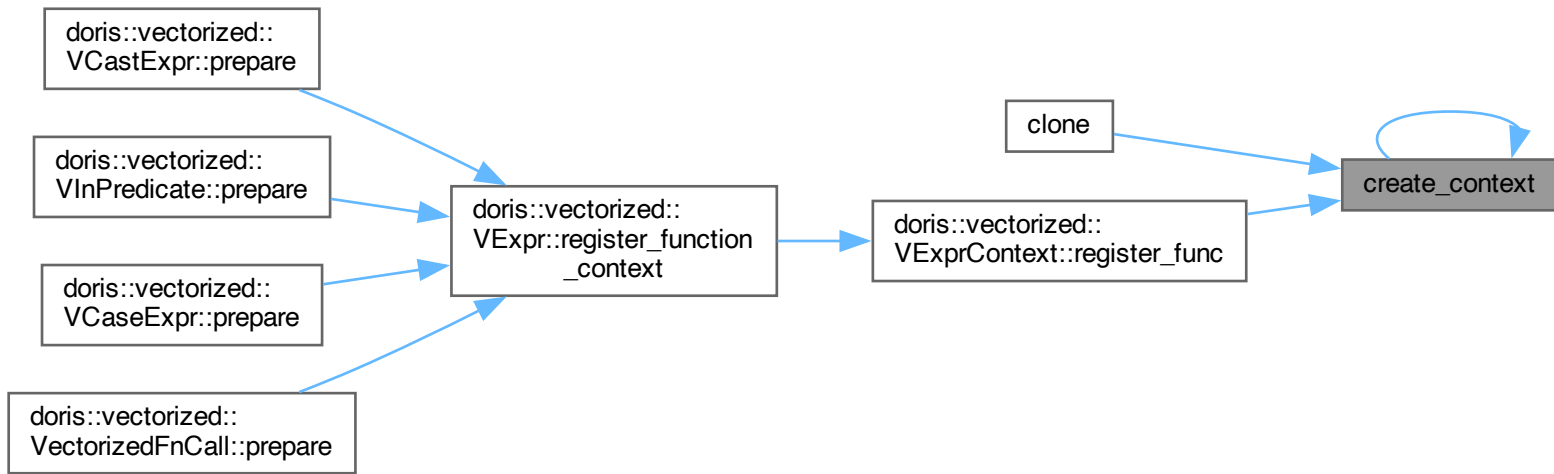 doris::vectorized::
VCastExpr::prepare
doris::vectorized::
VInPredicate::prepare
doris::vectorized::
VCaseExpr::prepare
doris::vectorized::
VectorizedFnCall::prepare
doris::vectorized::
VExpr::register_function
_context
clone
doris::vectorized::
VExprContext::register_func
create_context